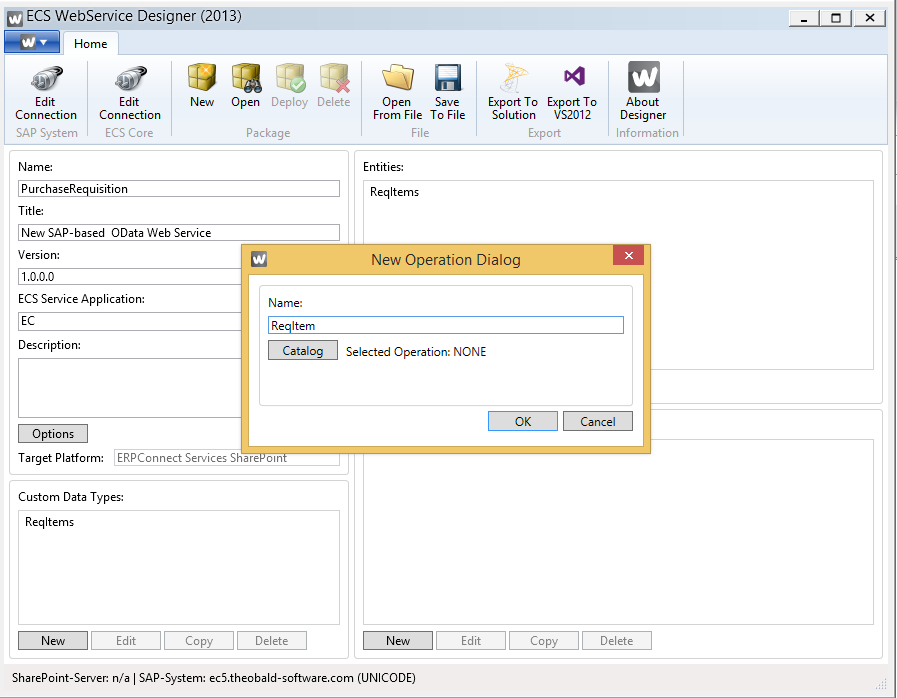 W ECS WebService Designer (2013)
W Home
Edit Connection Edit Connection New Open Deploy Delete Open From File Save To File Export To Solution Export To VS2012 W About Designer
SAP System ECS Core Package File Export Information
Name:
PurchaseRequisition
Title:
New SAP-based  OData Web Service
Version:
1.0.0.0
ECS Service Application:
EC
Description:
Options
Target Platform: ERPConnect Services SharePoint
Custom Data Types:
ReqItems
New Edit Copy Delete
Entities:
ReqItems
W New Operation Dialog
Name:
ReqItem
Catalog Selected Operation: NONE
OK Cancel
New Edit Copy Delete
SharePoint-Server: n/a | SAP-System: ec5.theobald-software.com (UNICODE)